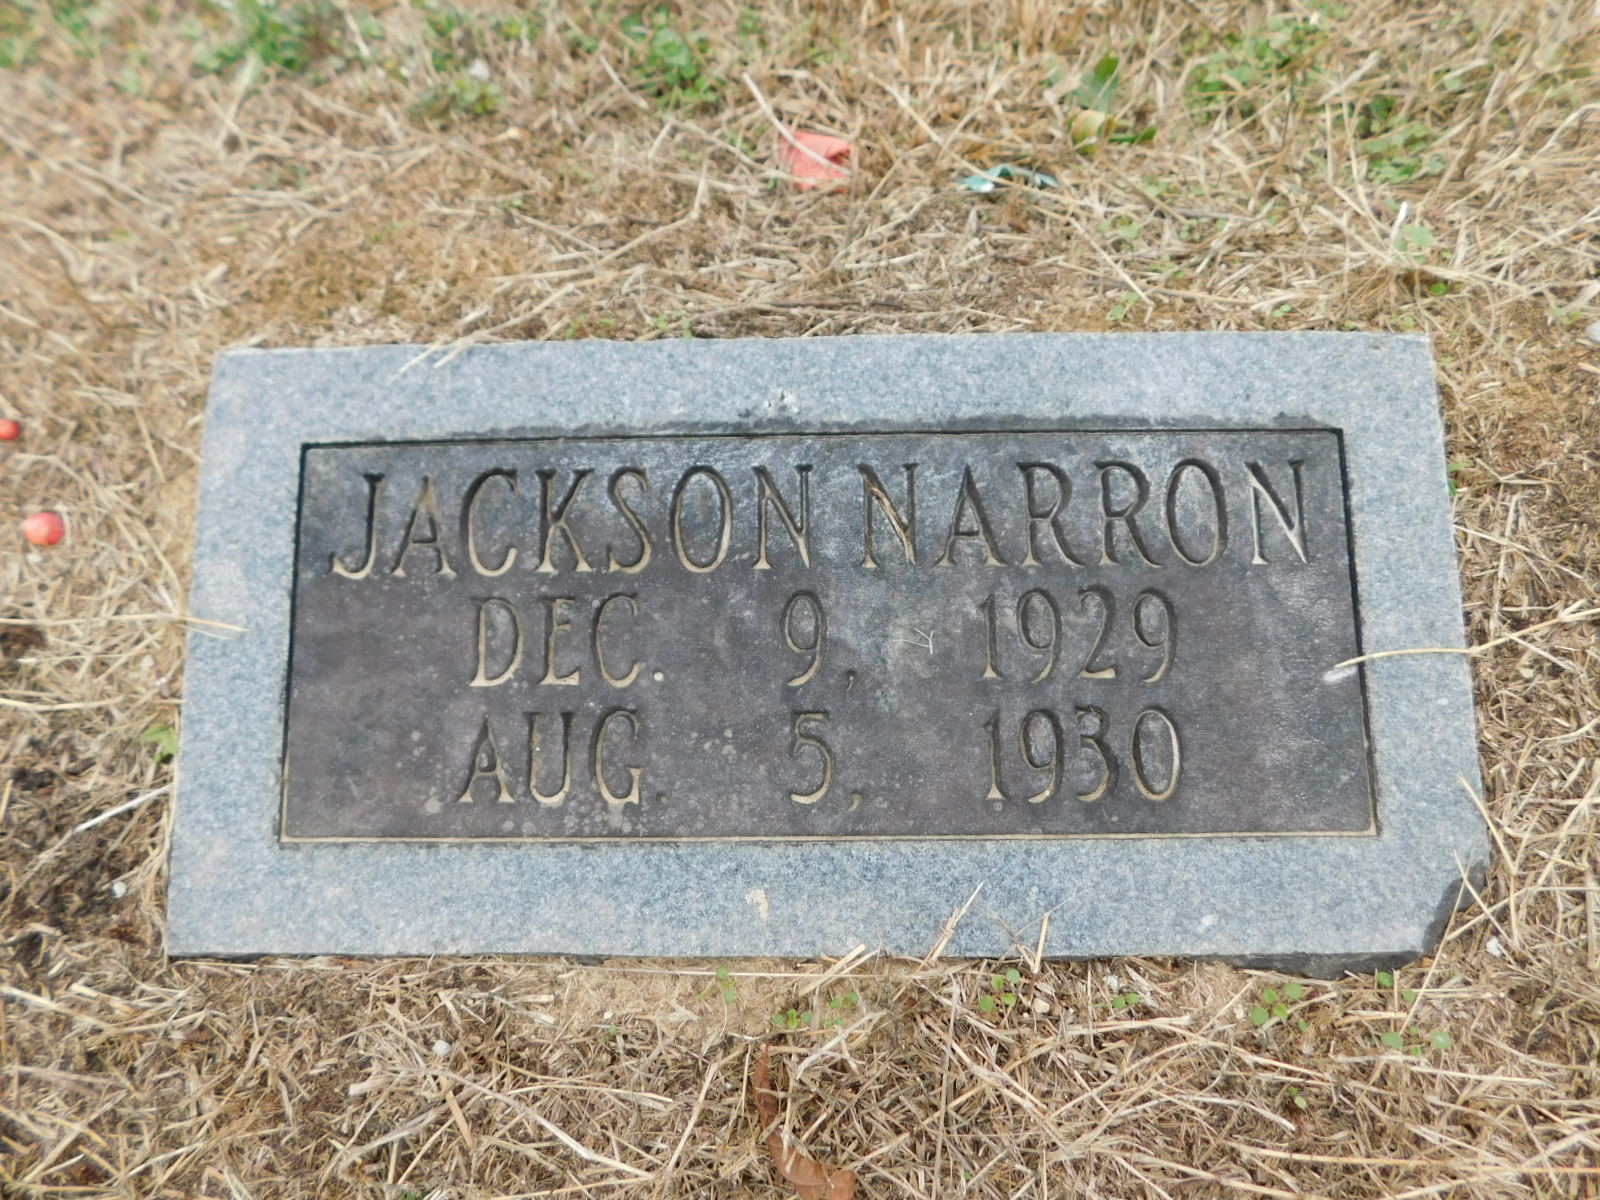 JACKSON NARRON
DEC. 9, 1929
AUG. 5, 1930